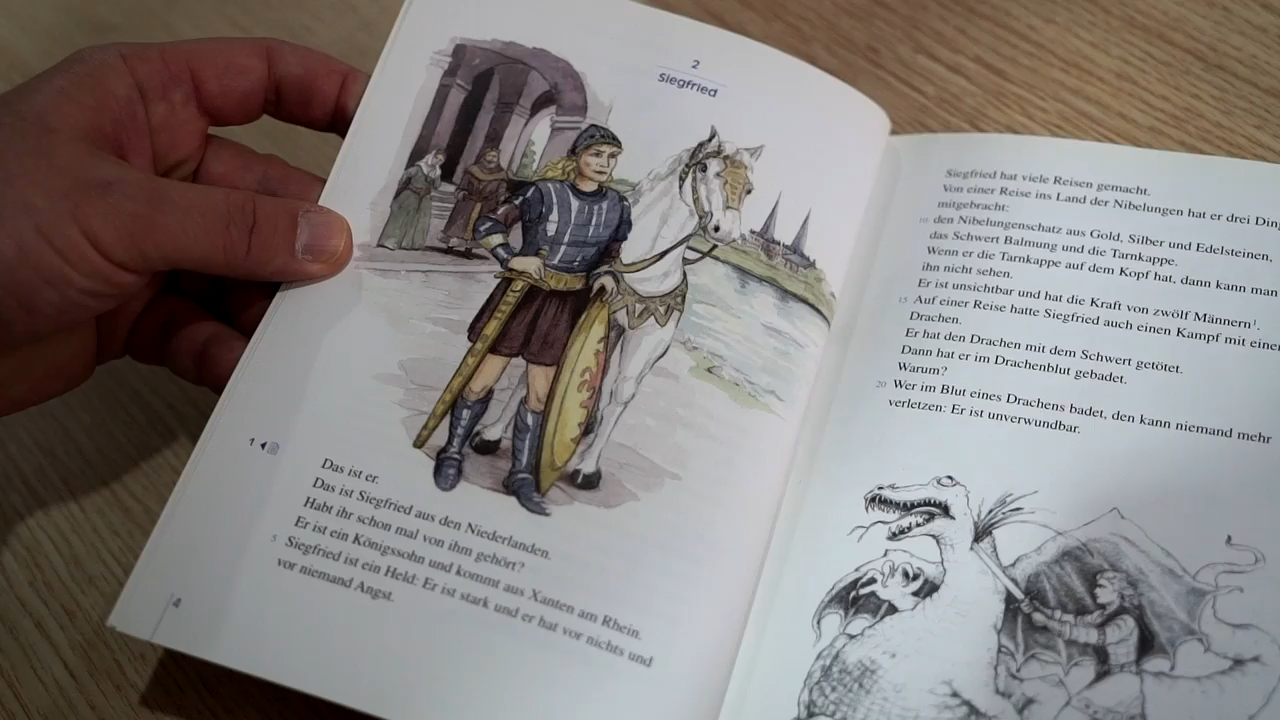 2
Siegfried
1
Das ist er.
Das ist Siegfried aus den Niederlanden.
Habt ihr schon mal von ihm gehört?
Er ist ein Königssohn und kommt aus Xanten am Rhein.
5 Siegfried ist ein Held: Er ist stark und er hat vor nichts und
vor niemand Angst.
4
Siegfried hat viele Reisen gemacht.
Von einer Reise ins Land der Nibelungen hat er drei
mitgebracht:
10 den Nibelungenschatz aus Gold, Silber und Edelsteinen,
das Schwert Balmung und die Tarnkappe.
Wenn er die Tarnkappe auf dem Kopf hat, dann kann man
ihn nicht sehen.
Er ist unsichtbar und hat die Kraft von zwölf Männern¹.
15 Auf einer Reise hatte Siegfried auch einen Kampf mit
Drachen.
Er hat den Drachen mit dem Schwert getötet.
Dann hat er im Drachenblut gebadet.
Warum?
20 Wer im Blut eines Drachens badet, den kann niemand mehr
verletzen: Er ist unverwundbar.